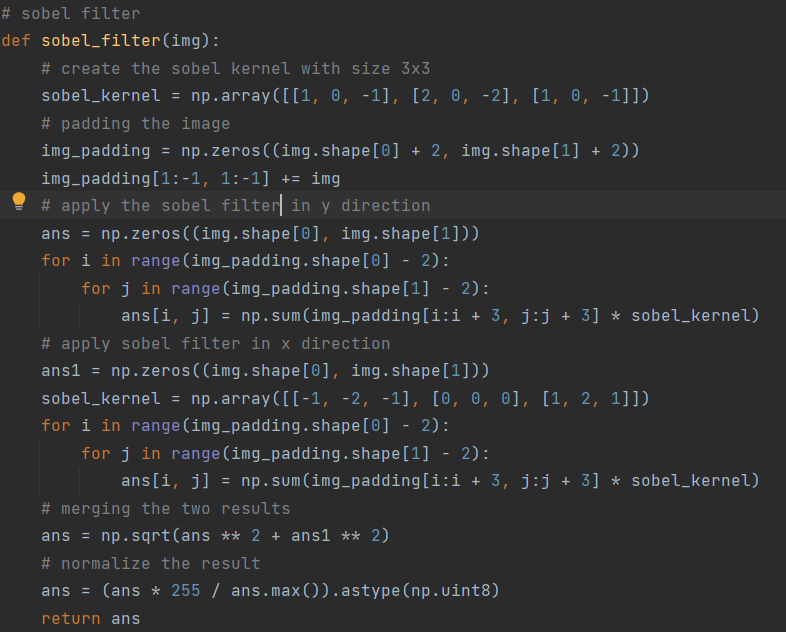 # sobel filter
def sobel_filter(img):
    # create the sobel kernel with size 3x3
    sobel_kernel = np.array([[1, 0, -1], [2, 0, -2], [1, 0, -1]])
    # padding the image
    img_padding = np.zeros((img.shape[0] + 2, img.shape[1] + 2))
    img_padding[1:-1, 1:-1] += img
    # apply the sobel filter in y direction
    ans = np.zeros((img.shape[0], img.shape[1]))
    for i in range(img_padding.shape[0] - 2):
        for j in range(img_padding.shape[1] - 2):
            ans[i, j] = np.sum(img_padding[i:i + 3, j:j + 3] * sobel_kernel)
    # apply sobel filter in x direction
    ans1 = np.zeros((img.shape[0], img.shape[1]))
    sobel_kernel = np.array([[-1, -2, -1], [0, 0, 0], [1, 2, 1]])
    for i in range(img_padding.shape[0] - 2):
        for j in range(img_padding.shape[1] - 2):
            ans[i, j] = np.sum(img_padding[i:i + 3, j:j + 3] * sobel_kernel)
    # merging the two results
    ans = np.sqrt(ans ** 2 + ans1 ** 2)
    # normalize the result
    ans = (ans * 255 / ans.max()).astype(np.uint8)
    return ans